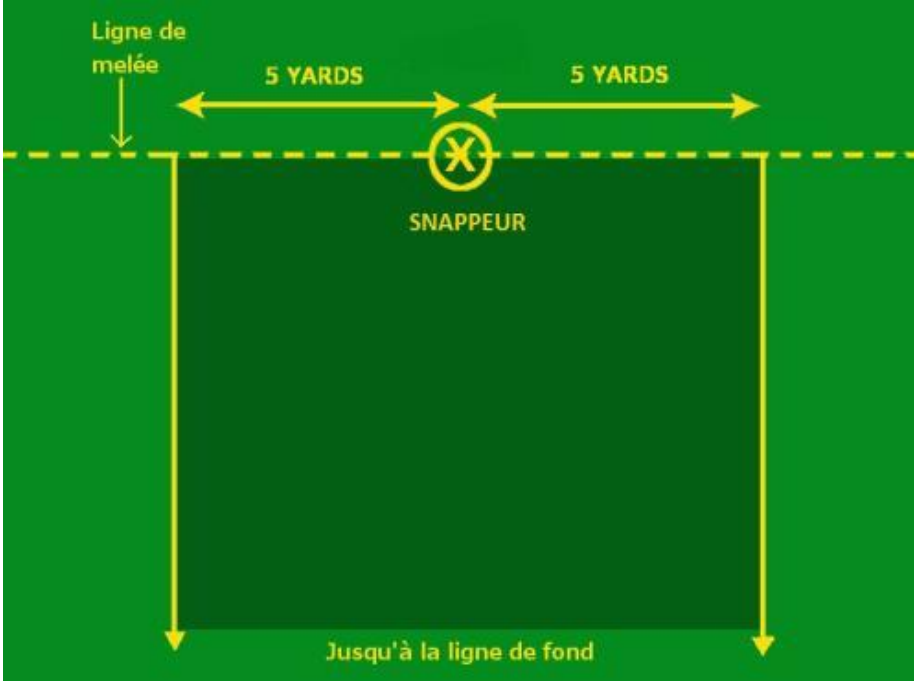 Ligne de
melée
5 YARDS
5 YARDS
X
SNAPPEUR
Jusqu'à la ligne de fond